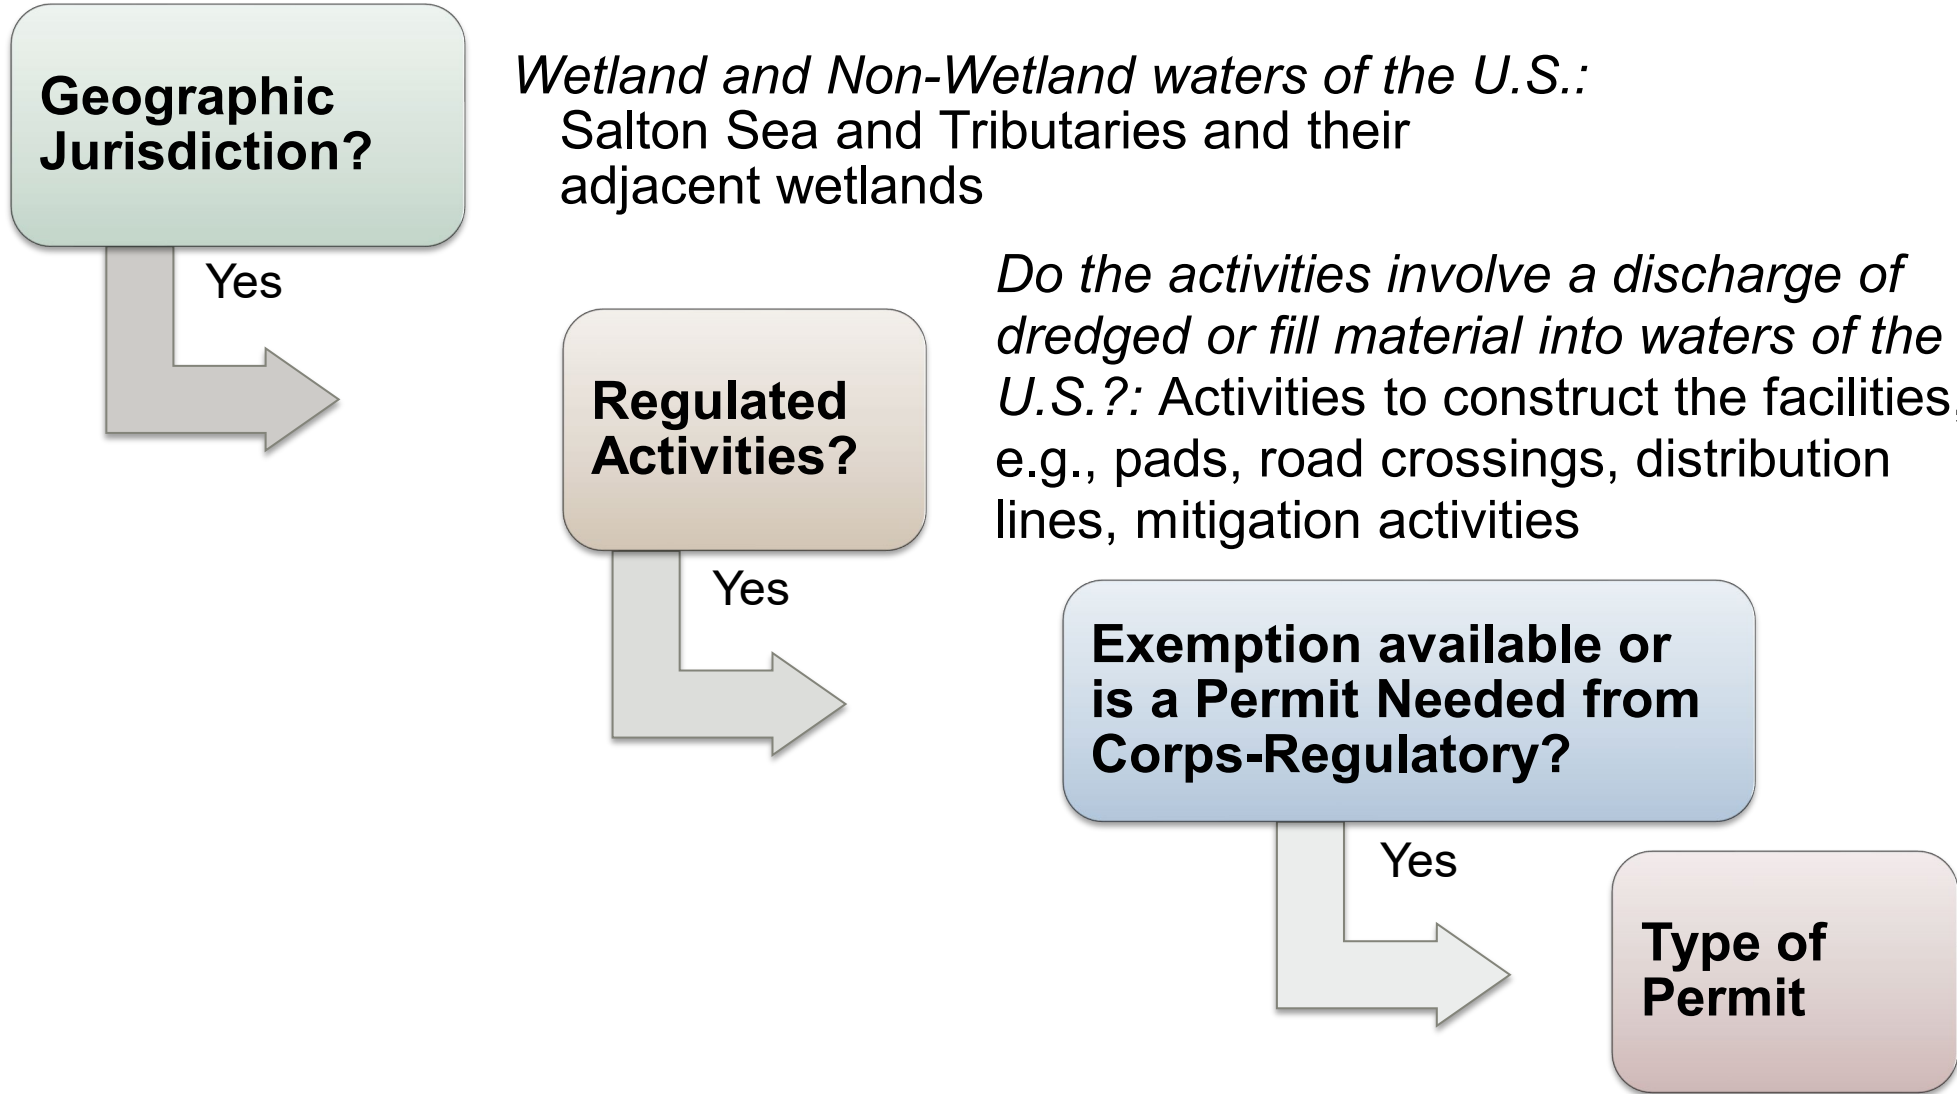 Geographic
Jurisdiction?
Wetland and Non-Wetland waters of the U.S.:
Salton Sea and Tributaries and their
adjacent wetlands
Yes
Do the activities involve a discharge of
dredged or fill material into waters of the
U.S.?: Activities to construct the facilities,
e.g., pads, road crossings, distribution
lines, mitigation activities
Regulated
Activities?
Yes
Exemption available or
is a Permit Needed from
Corps-Regulatory?
Yes
Type of
Permit